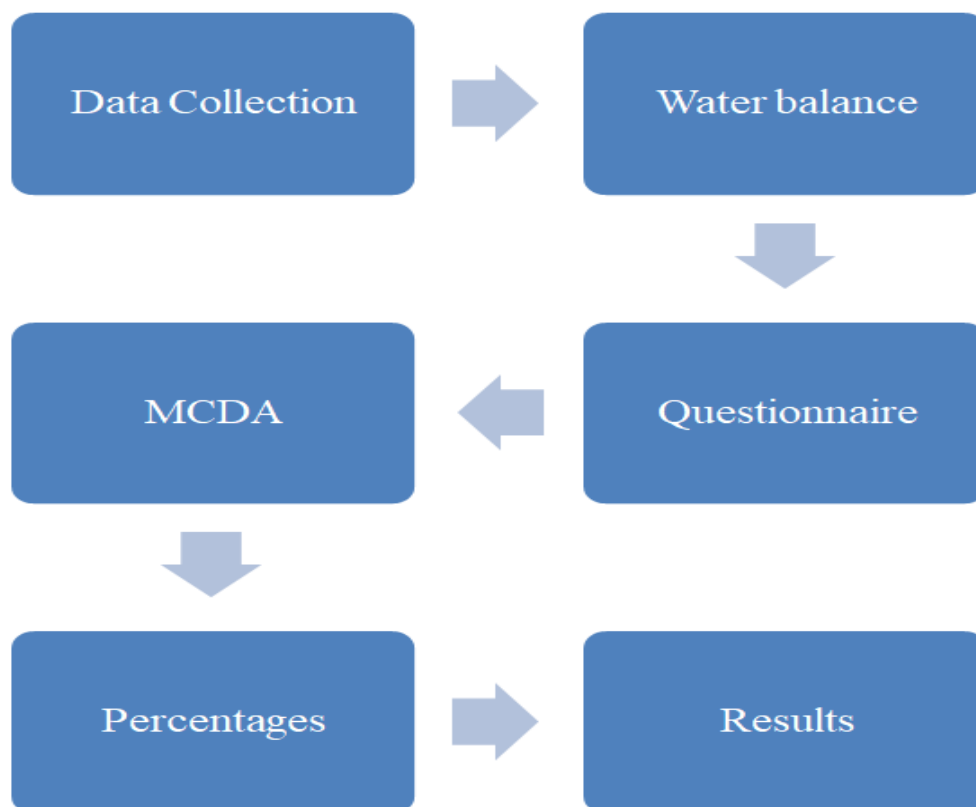 Data Collection
Water balance
Questionnaire
MCDA
Percentages
Results